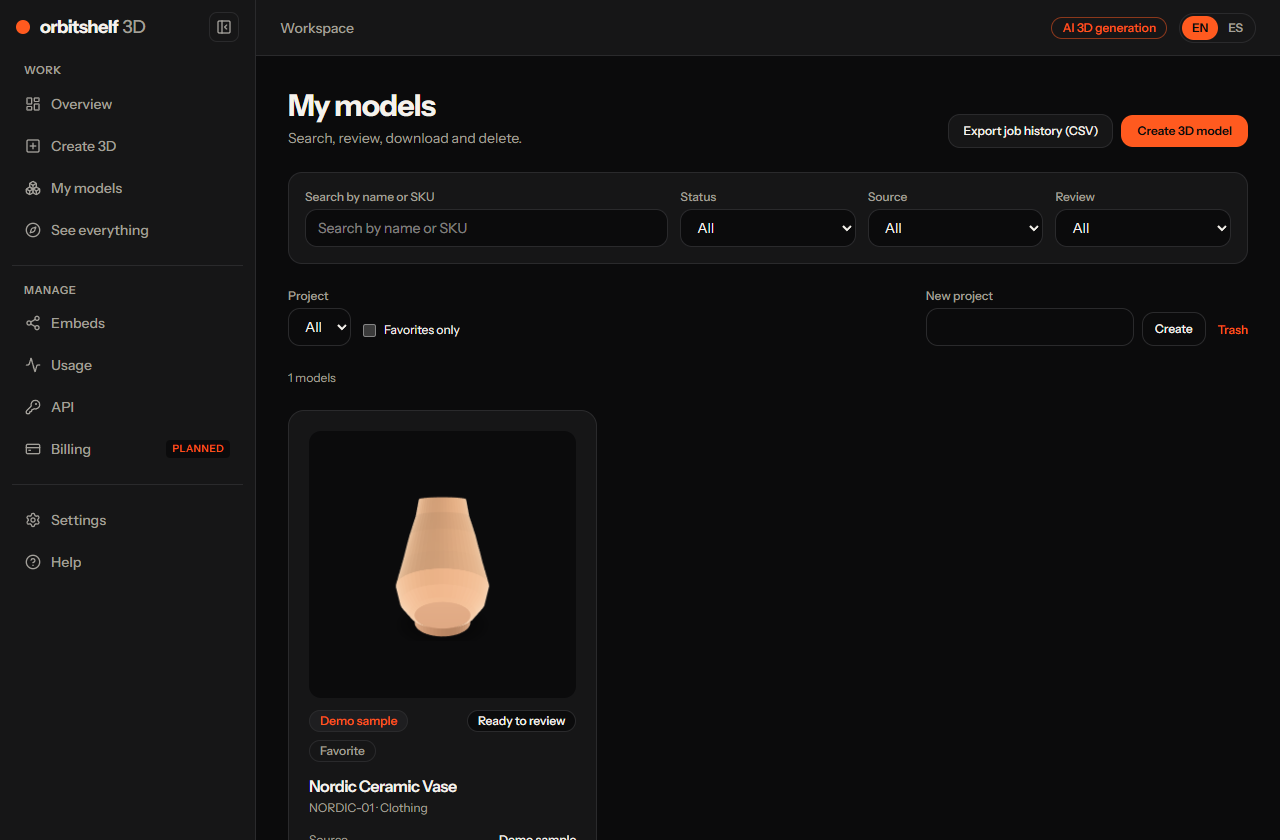 orbitshelf 3D
WORK
Overview
Create 3D
My models
See everything
MANAGE
Embeds
Usage
API
Billing PLANNED
Settings
Help
Workspace
AI 3D generation
EN ES
My models
Search, review, download and delete.
Export job history (CSV)
Create 3D model
Search by name or SKU
Search by name or SKU
Status
All
Source
All
Review
All
Project
All
Favorites only
New project
Create
Trash
1 models
Demo sample
Ready to review
Favorite
Nordic Ceramic Vase
NORDIC-01 · Clothing
Source Demo sample